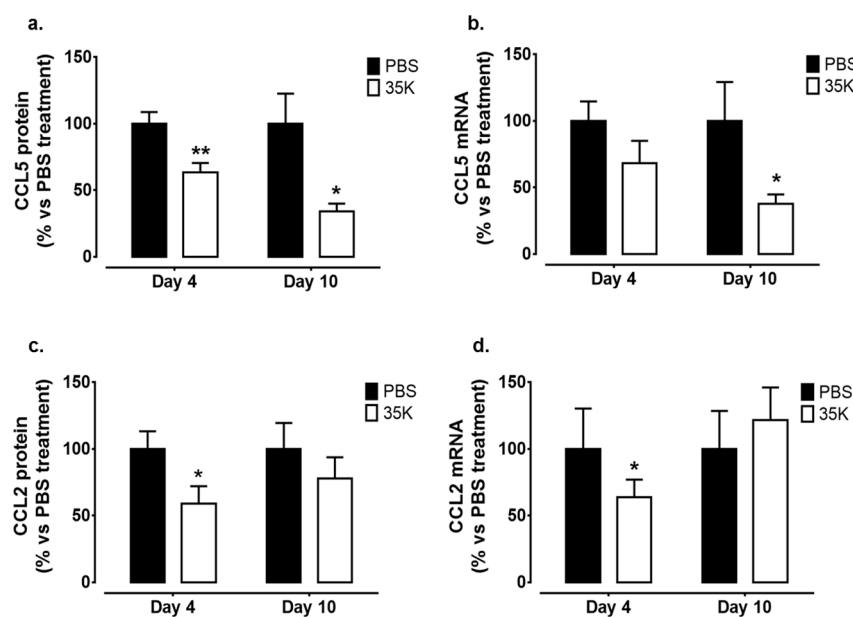 a.
CCL5 protein
(% vs PBS treatment)
150
100
50
0
**
*
PBS
35K
Day 4
Day 10
b.
CCL5 mRNA
(% vs PBS treatment)
150
100
50
0
*
PBS
35K
Day 4
Day 10
c.
CCL2 protein
(% vs PBS treatment)
150
100
50
0
*
PBS
35K
Day 4
Day 10
d.
CCL2 mRNA
(% vs PBS treatment)
150
100
50
0
*
PBS
35K
Day 4
Day 10